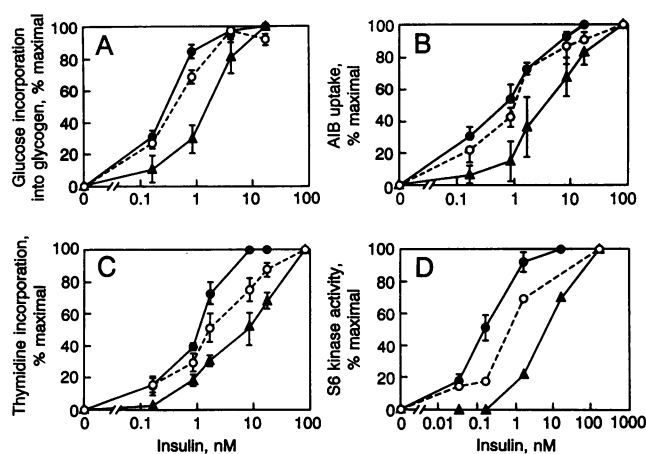 Glucose incorporation
into glycogen, % maximal
A
100
80
60
40
20
0
0 0.1 1 10 100
AIB uptake,
% maximal
B
100
80
60
40
20
0
0 0.1 1 10 100
Thymidine incorporation,
% maximal
C
100
80
60
40
20
0
0 0.1 1 10 100
Insulin, nM
S6 kinase activity,
% maximal
D
100
80
60
40
20
0
0 0.01 0.1 1 10 100 1000
Insulin, nM